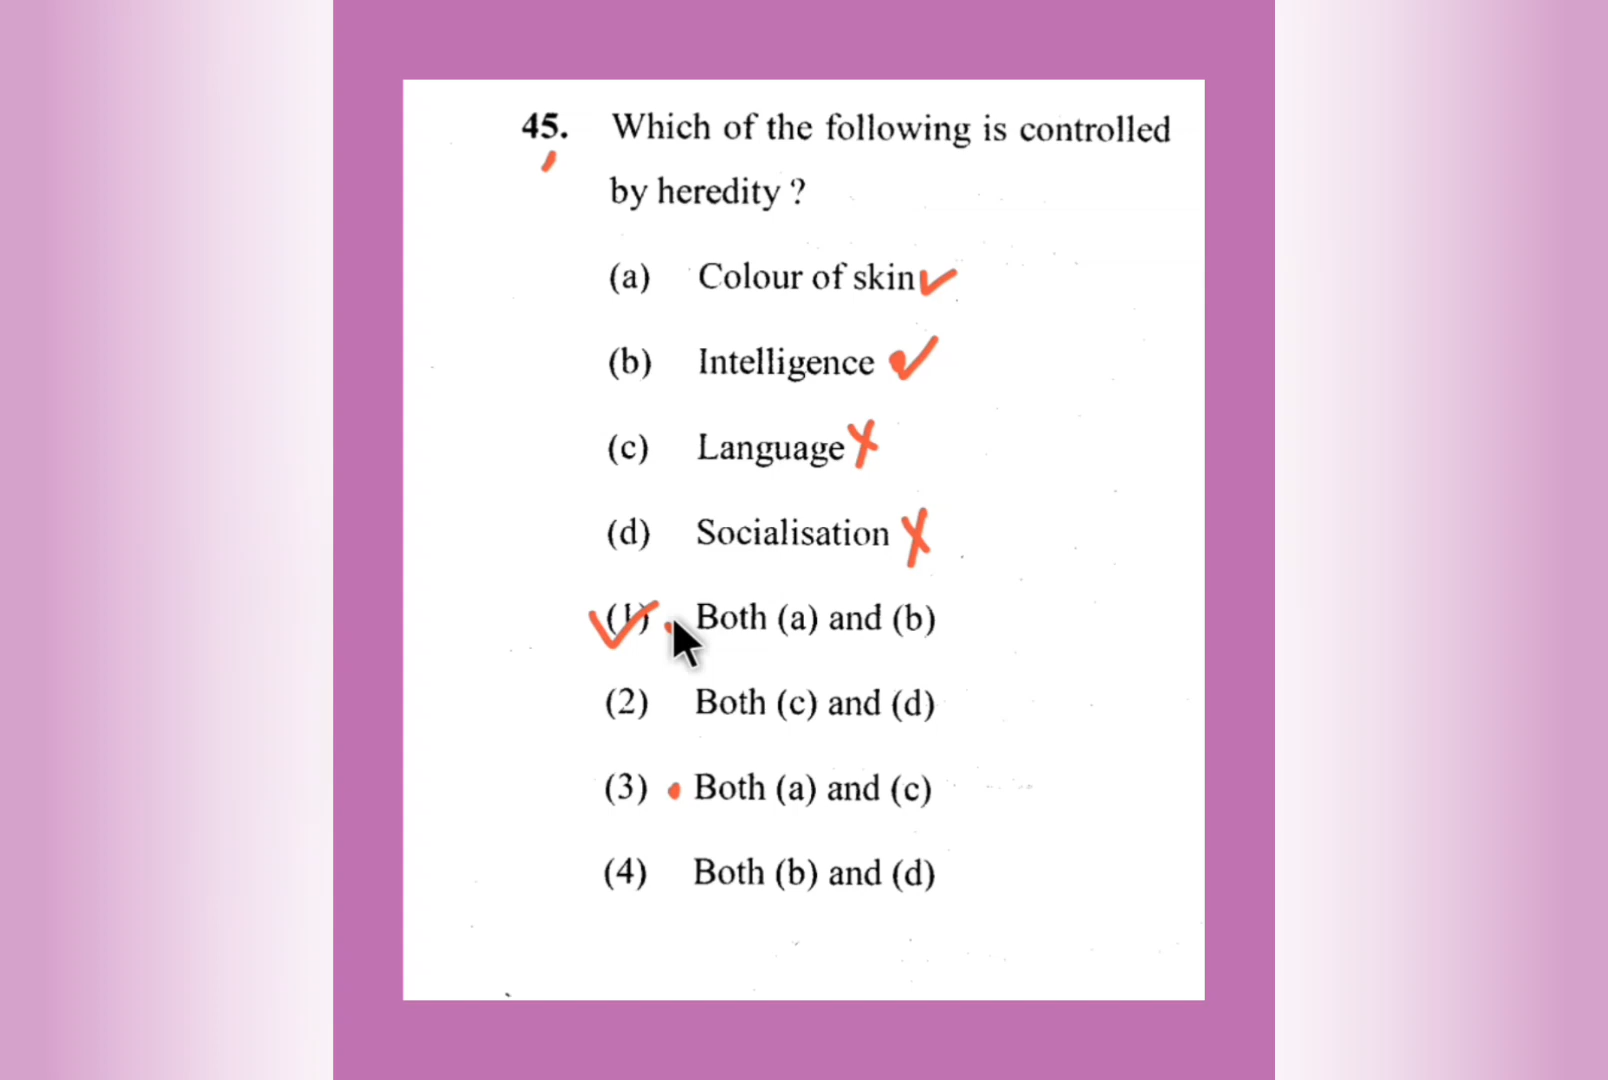 45. Which of the following is controlled
by heredity ?
(a) Colour of skin
(b) Intelligence
(c) Language
(d) Socialisation
(1) Both (a) and (b)
(2) Both (c) and (d)
(3) Both (a) and (c)
(4) Both (b) and (d)